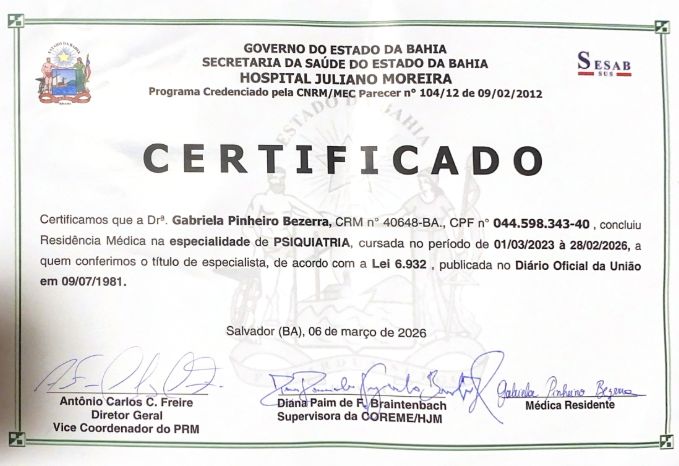 GOVERNO DO ESTADO DA BAHIA
SECRETARIA DA SAÚDE DO ESTADO DA BAHIA
HOSPITAL JULIANO MOREIRA
Programa Credenciado pela CNRM/MEC Parecer n° 104/12 de 09/02/2012
SESAB
SUS
CERTIFICADO
Certificamos que a Drª. Gabriela Pinheiro Bezerra, CRM n° 40648-BA., CPF n° 044.598.343-40 , concluiu
Residência Médica na especialidade de PSIQUIATRIA, cursada no período de 01/03/2023 à 28/02/2026, a
quem conferimos o título de especialista, de acordo com a Lei 6.932 , publicada no Diário Oficial da União
em 09/07/1981.
Salvador (BA), 06 de março de 2026
Gabriela Pinheiro Bezerra
Antônio Carlos C. Freire
Diretor Geral
Vice Coordenador do PRM
Diana Paim de F. Braintenbach
Supervisora da COREME/HJM
Médica Residente